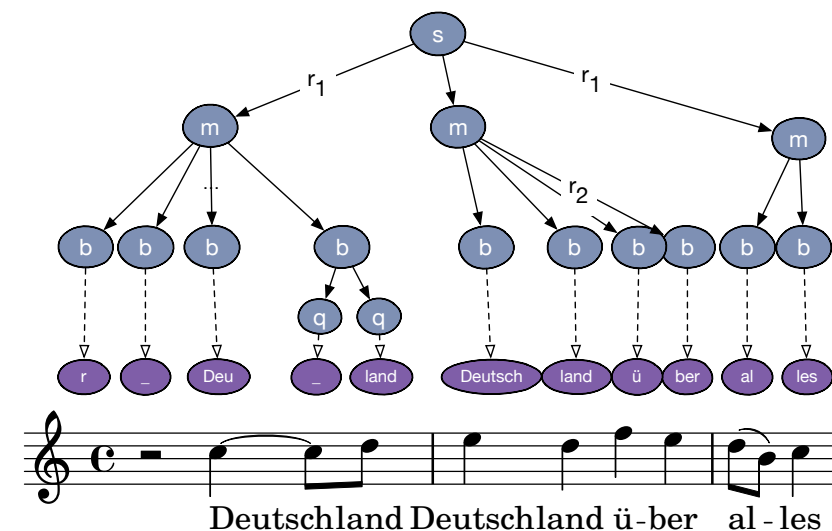 s
r1 r1
m m m
... r2
b b b b b b b b b b
q q
r _ Deu _ land Deutsch land ü ber al les
Deutschland Deutschland ü-ber al - les